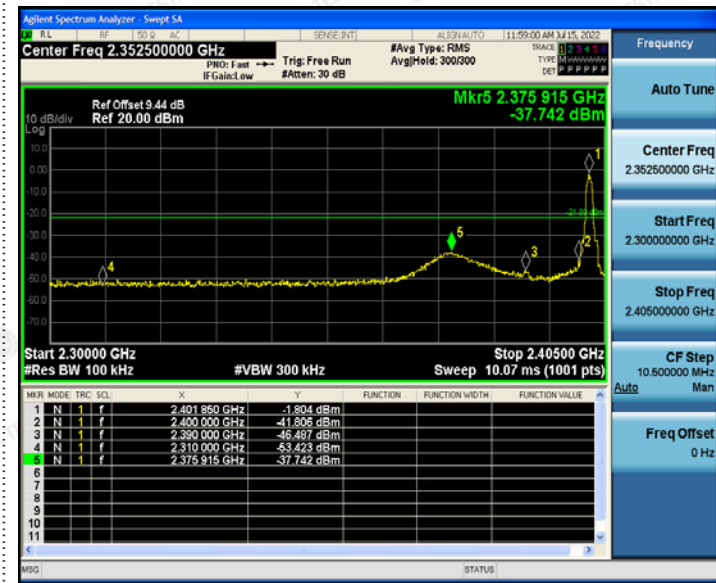 Agilent Spectrum Analyzer - Swept SA
RL RF 50 Ω AC SENSE:INT ALIGN AUTO 11:59:00 AM Jul 15, 2022
Center Freq 2.352500000 GHz
PNO: Fast
IFGain:Low
Trig: Free Run
#Atten: 30 dB
#Avg Type: RMS
Avg|Hold: 300/300
TRACE 1 2 3 4 5 6
TYPE M
DET P P P P P P
Ref Offset 9.44 dB
Ref 20.00 dBm
10 dB/div
Log
Mkr5 2.375 915 GHz
-37.742 dBm
10.0
0.00
-10.0
-20.0
-30.0
-40.0
-50.0
-60.0
-70.0
1
2
3
4
5
Start 2.30000 GHz
Stop 2.40500 GHz
#Res BW 100 kHz
#VBW 300 kHz
Sweep 10.07 ms (1001 pts)
MKR MODE TRC SCL X Y FUNCTION FUNCTION WIDTH FUNCTION VALUE
1 N 1 f 2.401 850 GHz -1.804 dBm
2 N 1 f 2.400 000 GHz -41.806 dBm
3 N 1 f 2.390 000 GHz -46.487 dBm
4 N 1 f 2.310 000 GHz -53.423 dBm
5 N 1 f 2.375 915 GHz -37.742 dBm
6
7
8
9
10
11
MSG
STATUS
Frequency
Auto Tune
Center Freq
2.352500000 GHz
Start Freq
2.300000000 GHz
Stop Freq
2.405000000 GHz
CF Step
10.500000 MHz
Auto Man
Freq Offset
0 Hz